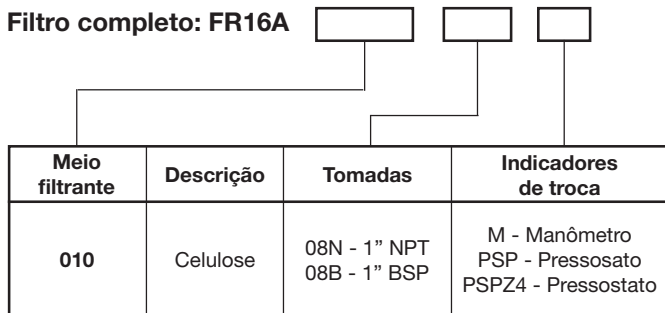 Filtro completo: FR16A
Meio
filtrante
Descrição
Tomadas
Indicadores
de troca
010
Celulose
08N - 1” NPT
08B - 1” BSP
M - Manômetro
PSP - Pressosato
PSPZ4 - Pressostato